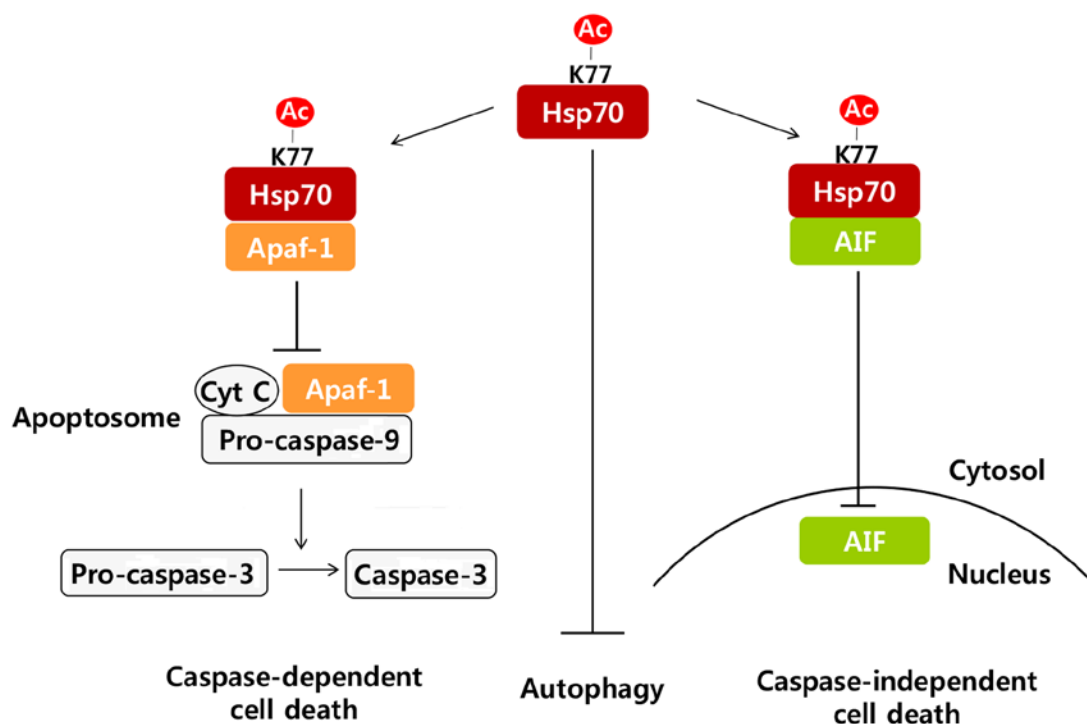 Ac
K77
Hsp70
Ac
K77
Hsp70
Apaf-1
Ac
K77
Hsp70
AIF
Apoptosome
Cyt C
Apaf-1
Pro-caspase-9
Pro-caspase-3
Caspase-3
Cytosol
AIF
Nucleus
Caspase-dependent
cell death
Autophagy
Caspase-independent
cell death